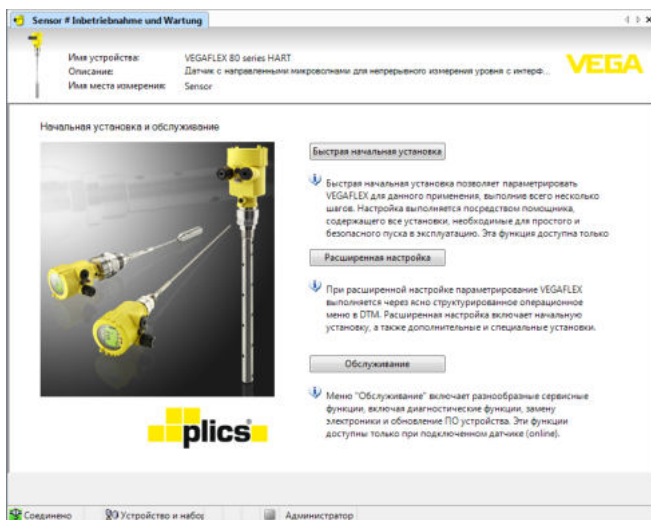 Sensor # Inbetriebnahme und Wartung
Имя устройства: VEGAFLEX 80 series HART
Описание: Датчик с направленными микроволнами для непрерывного измерения уровня с интерф...
Имя места измерения: Sensor
VEGA
Начальная установка и обслуживание
Быстрая начальная установка
Быстрая начальная установка позволяет параметрировать
VEGAFLEX для данного применения, выполнив всего несколько
шагов. Настройка выполняется посредством помощника,
содержащего все установки, необходимые для простого и
безопасного пуска в эксплуатацию. Эта функция доступна только
Расширенная настройка
При расширенной настройке параметрирование VEGAFLEX
выполняется через ясно структурированное операционное
меню в DTM. Расширенная настройка включает начальную
установку, а также дополнительные и специальные установки.
Обслуживание
Меню "Обслуживание" включает разнообразные сервисные
функции, включая диагностические функции, замену
электроники и обновление ПО устройства. Эти функции
доступны только при подключенном датчике (online).
plics
Соединено Устройство и набор Администратор